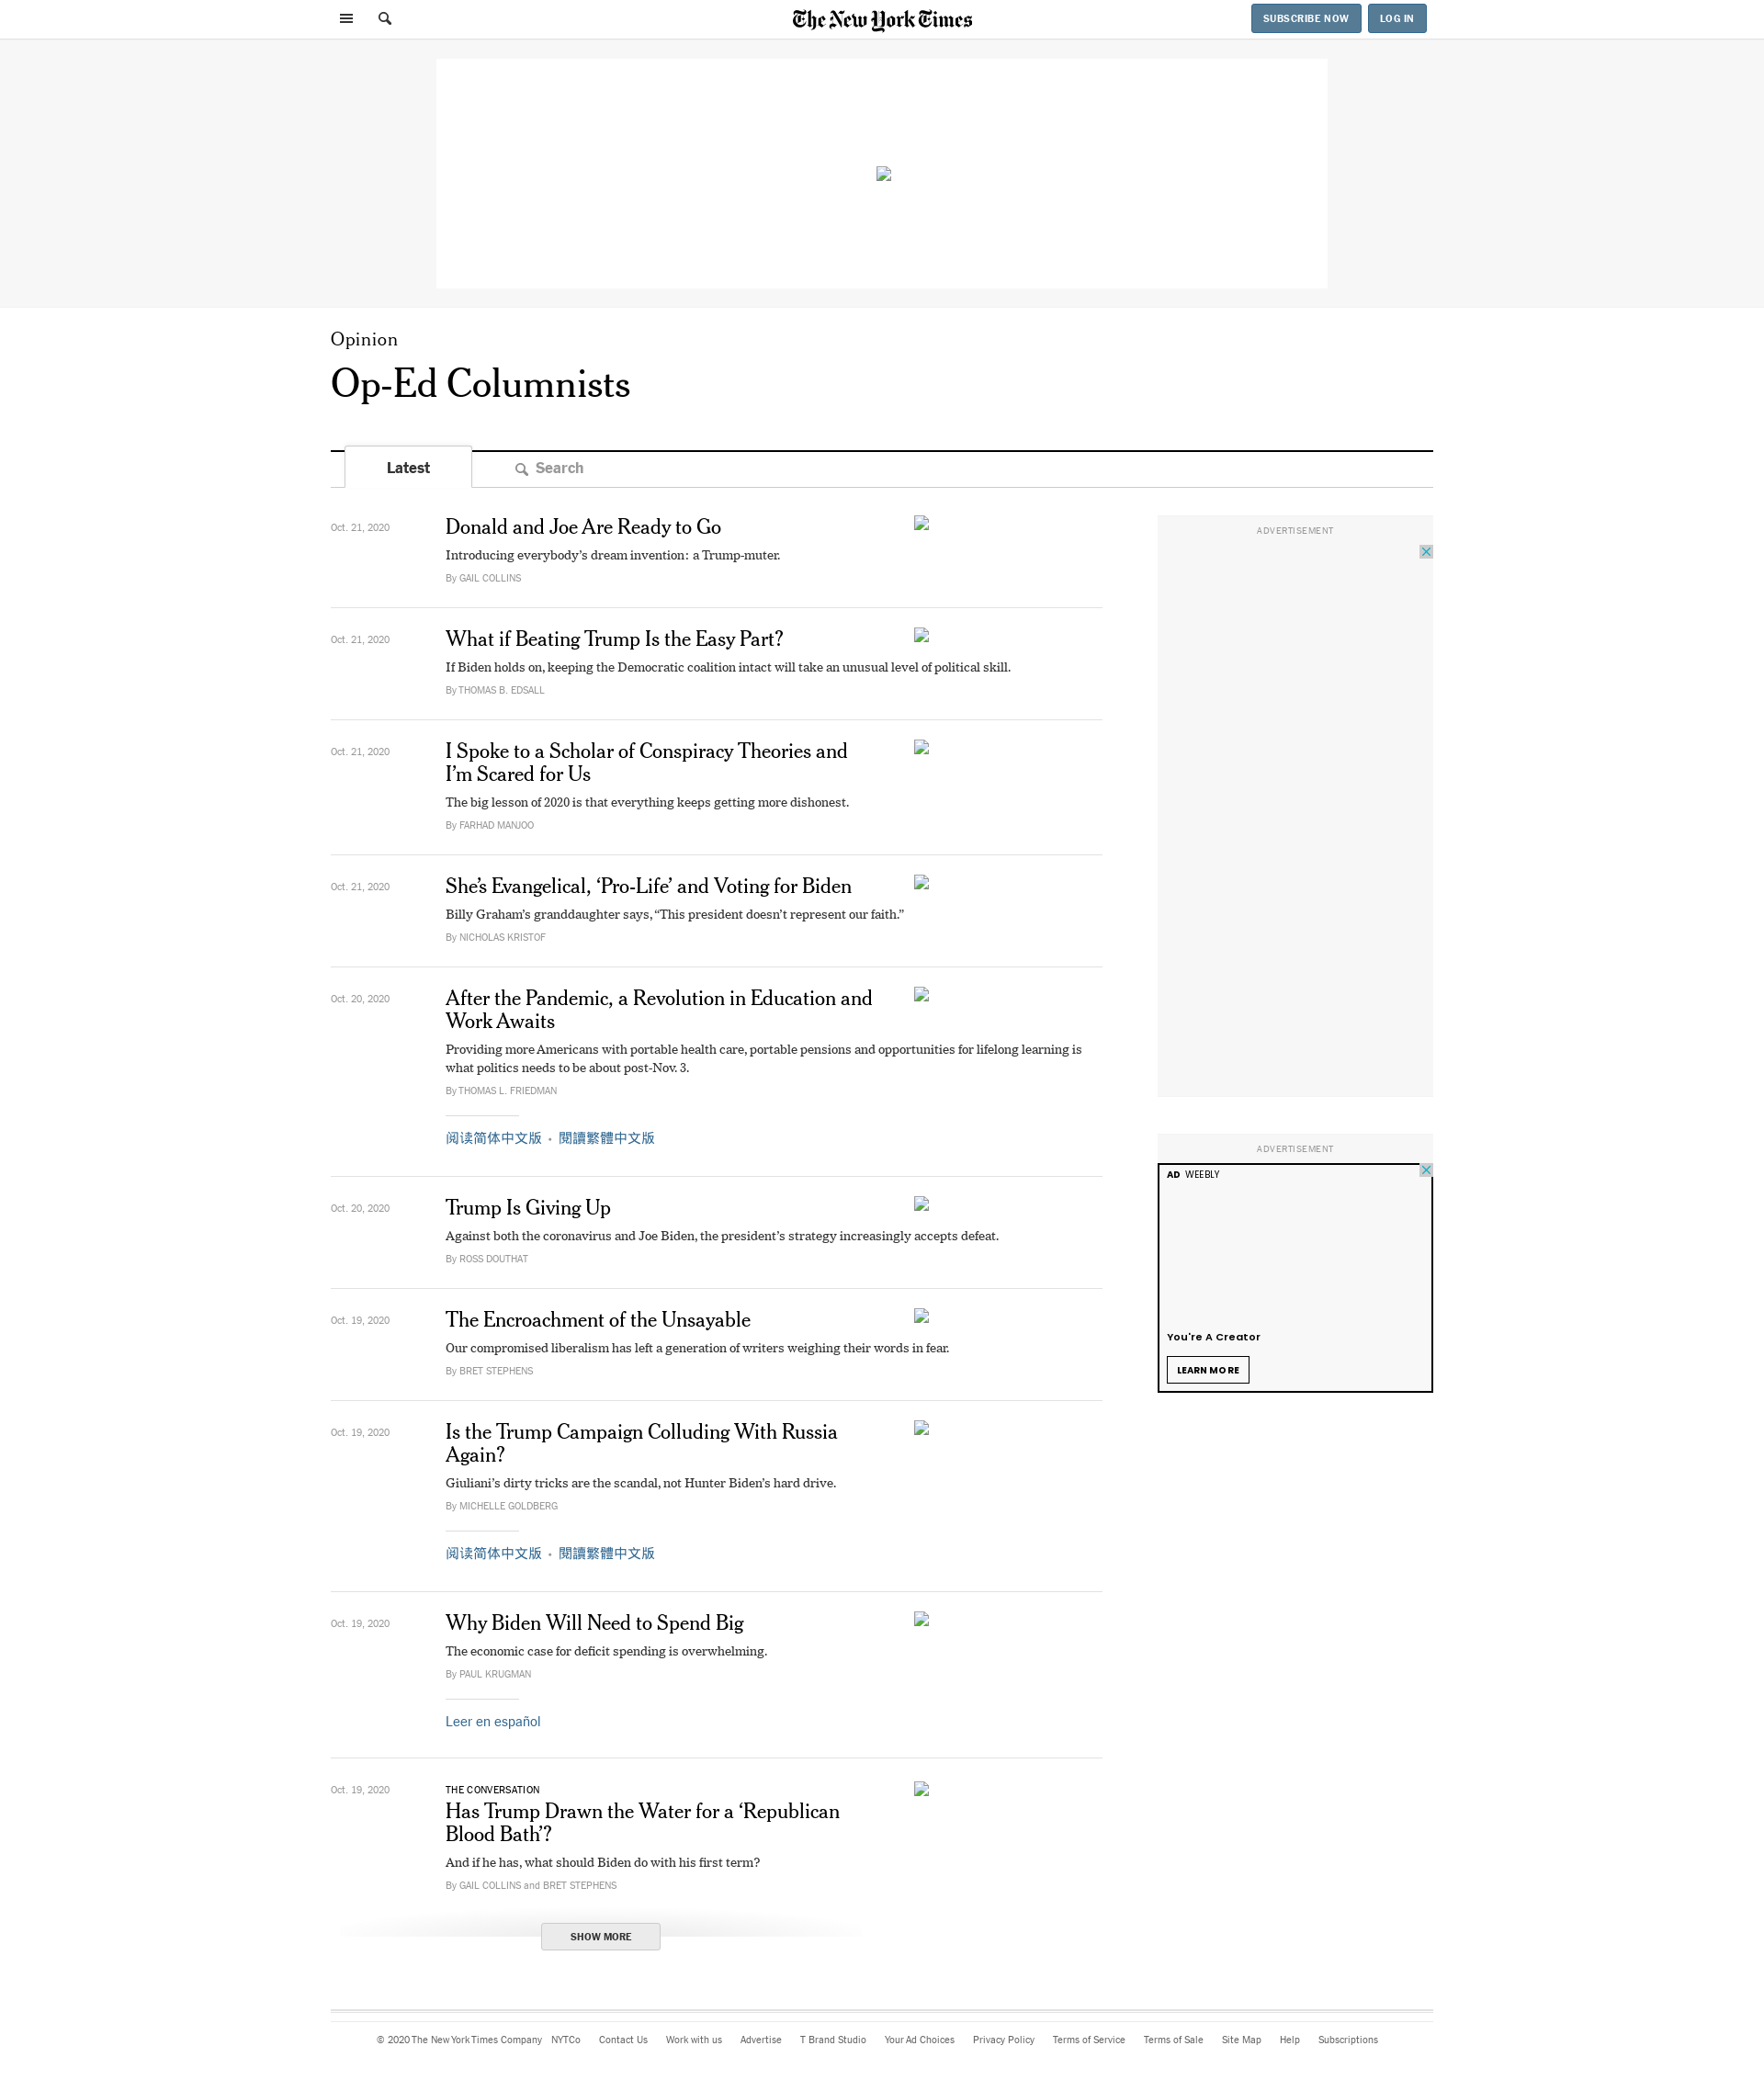 The New York Times
SUBSCRIBE NOW
LOG IN
Opinion
Op-Ed Columnists
Latest
Search
Oct. 21, 2020
Donald and Joe Are Ready to Go
Introducing everybody’s dream invention: a Trump-muter.
By GAIL COLLINS
Oct. 21, 2020
What if Beating Trump Is the Easy Part?
If Biden holds on, keeping the Democratic coalition intact will take an unusual level of political skill.
By THOMAS B. EDSALL
Oct. 21, 2020
I Spoke to a Scholar of Conspiracy Theories and
I’m Scared for Us
The big lesson of 2020 is that everything keeps getting more dishonest.
By FARHAD MANJOO
Oct. 21, 2020
She’s Evangelical, ‘Pro-Life’ and Voting for Biden
Billy Graham’s granddaughter says, “This president doesn’t represent our faith.”
By NICHOLAS KRISTOF
Oct. 20, 2020
After the Pandemic, a Revolution in Education and
Work Awaits
Providing more Americans with portable health care, portable pensions and opportunities for lifelong learning is
what politics needs to be about post-Nov. 3.
By THOMAS L. FRIEDMAN
阅读简体中文版 • 閱讀繁體中文版
Oct. 20, 2020
Trump Is Giving Up
Against both the coronavirus and Joe Biden, the president’s strategy increasingly accepts defeat.
By ROSS DOUTHAT
Oct. 19, 2020
The Encroachment of the Unsayable
Our compromised liberalism has left a generation of writers weighing their words in fear.
By BRET STEPHENS
Oct. 19, 2020
Is the Trump Campaign Colluding With Russia
Again?
Giuliani’s dirty tricks are the scandal, not Hunter Biden’s hard drive.
By MICHELLE GOLDBERG
阅读简体中文版 • 閱讀繁體中文版
Oct. 19, 2020
Why Biden Will Need to Spend Big
The economic case for deficit spending is overwhelming.
By PAUL KRUGMAN
Leer en español
Oct. 19, 2020
THE CONVERSATION
Has Trump Drawn the Water for a ‘Republican
Blood Bath’?
And if he has, what should Biden do with his first term?
By GAIL COLLINS and BRET STEPHENS
SHOW MORE
ADVERTISEMENT
ADVERTISEMENT
AD WEEBLY
You're A Creator
LEARN MORE
© 2020 The New York Times Company NYTCo Contact Us Work with us Advertise T Brand Studio Your Ad Choices Privacy Policy Terms of Service Terms of Sale Site Map Help Subscriptions